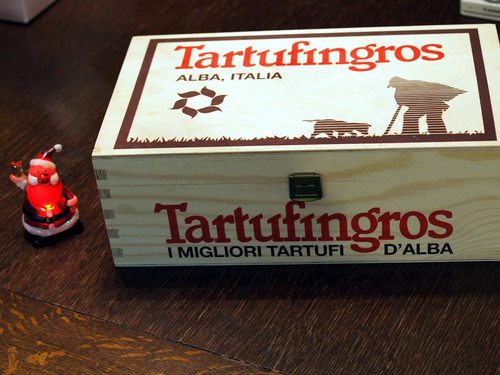 Tartufingros
ALBA, ITALIA
Tartufingros
I MIGLIORI TARTUFI D'ALBA